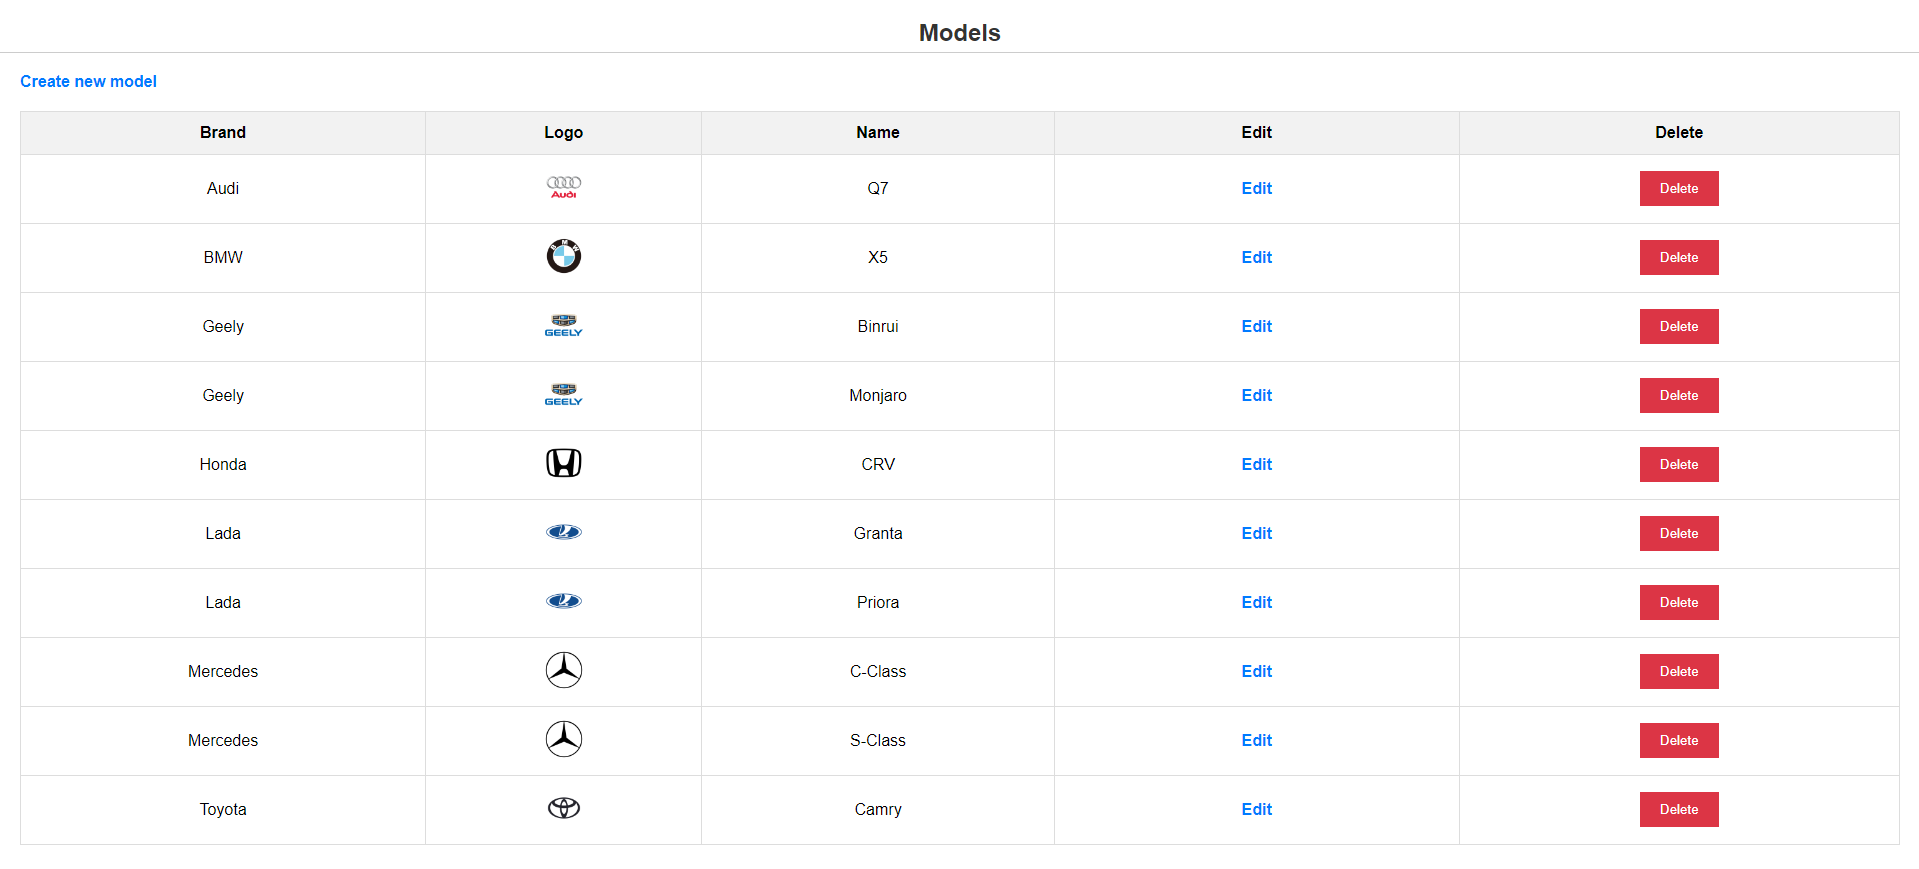 Models
Create new model
Brand Logo Name Edit Delete
Audi Audi Q7 Edit Delete
BMW BMW X5 Edit Delete
Geely GEELY Binrui Edit Delete
Geely GEELY Monjaro Edit Delete
Honda CRV Edit Delete
Lada Granta Edit Delete
Lada Priora Edit Delete
Mercedes C-Class Edit Delete
Mercedes S-Class Edit Delete
Toyota Camry Edit Delete